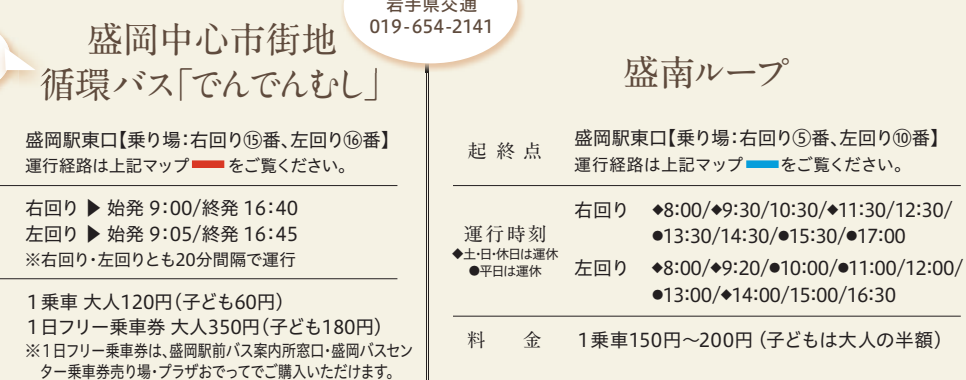 岩手県交通
019-654-2141
盛岡中心市街地
循環バス「でんでんむし」
盛岡駅東口【乗り場:右回り⑮番、左回り⑯番】
運行経路は上記マップ をご覧ください。
右回り ▶ 始発 9:00/終発 16:40
左回り ▶ 始発 9:05/終発 16:45
※右回り・左回りとも20分間隔で運行
1乗車 大人120円(子ども60円)
1日フリー乗車券 大人350円(子ども180円)
※1日フリー乗車券は、盛岡駅前バス案内所窓口・盛岡バスセン
ター乗車券売り場・プラザおでってでご購入いただけます。
盛南ループ
起終点
盛岡駅東口【乗り場:右回り⑤番、左回り⑩番】
運行経路は上記マップ をご覧ください。
運行時刻
◆土・日・休日は運休
●平日は運休
右回り ◆8:00/◆9:30/10:30/◆11:30/12:30/
●13:30/14:30/●15:30/●17:00
左回り ◆8:00/◆9:20/●10:00/●11:00/12:00/
●13:00/◆14:00/15:00/16:30
料 金 1乗車150円~200円(子どもは大人の半額)